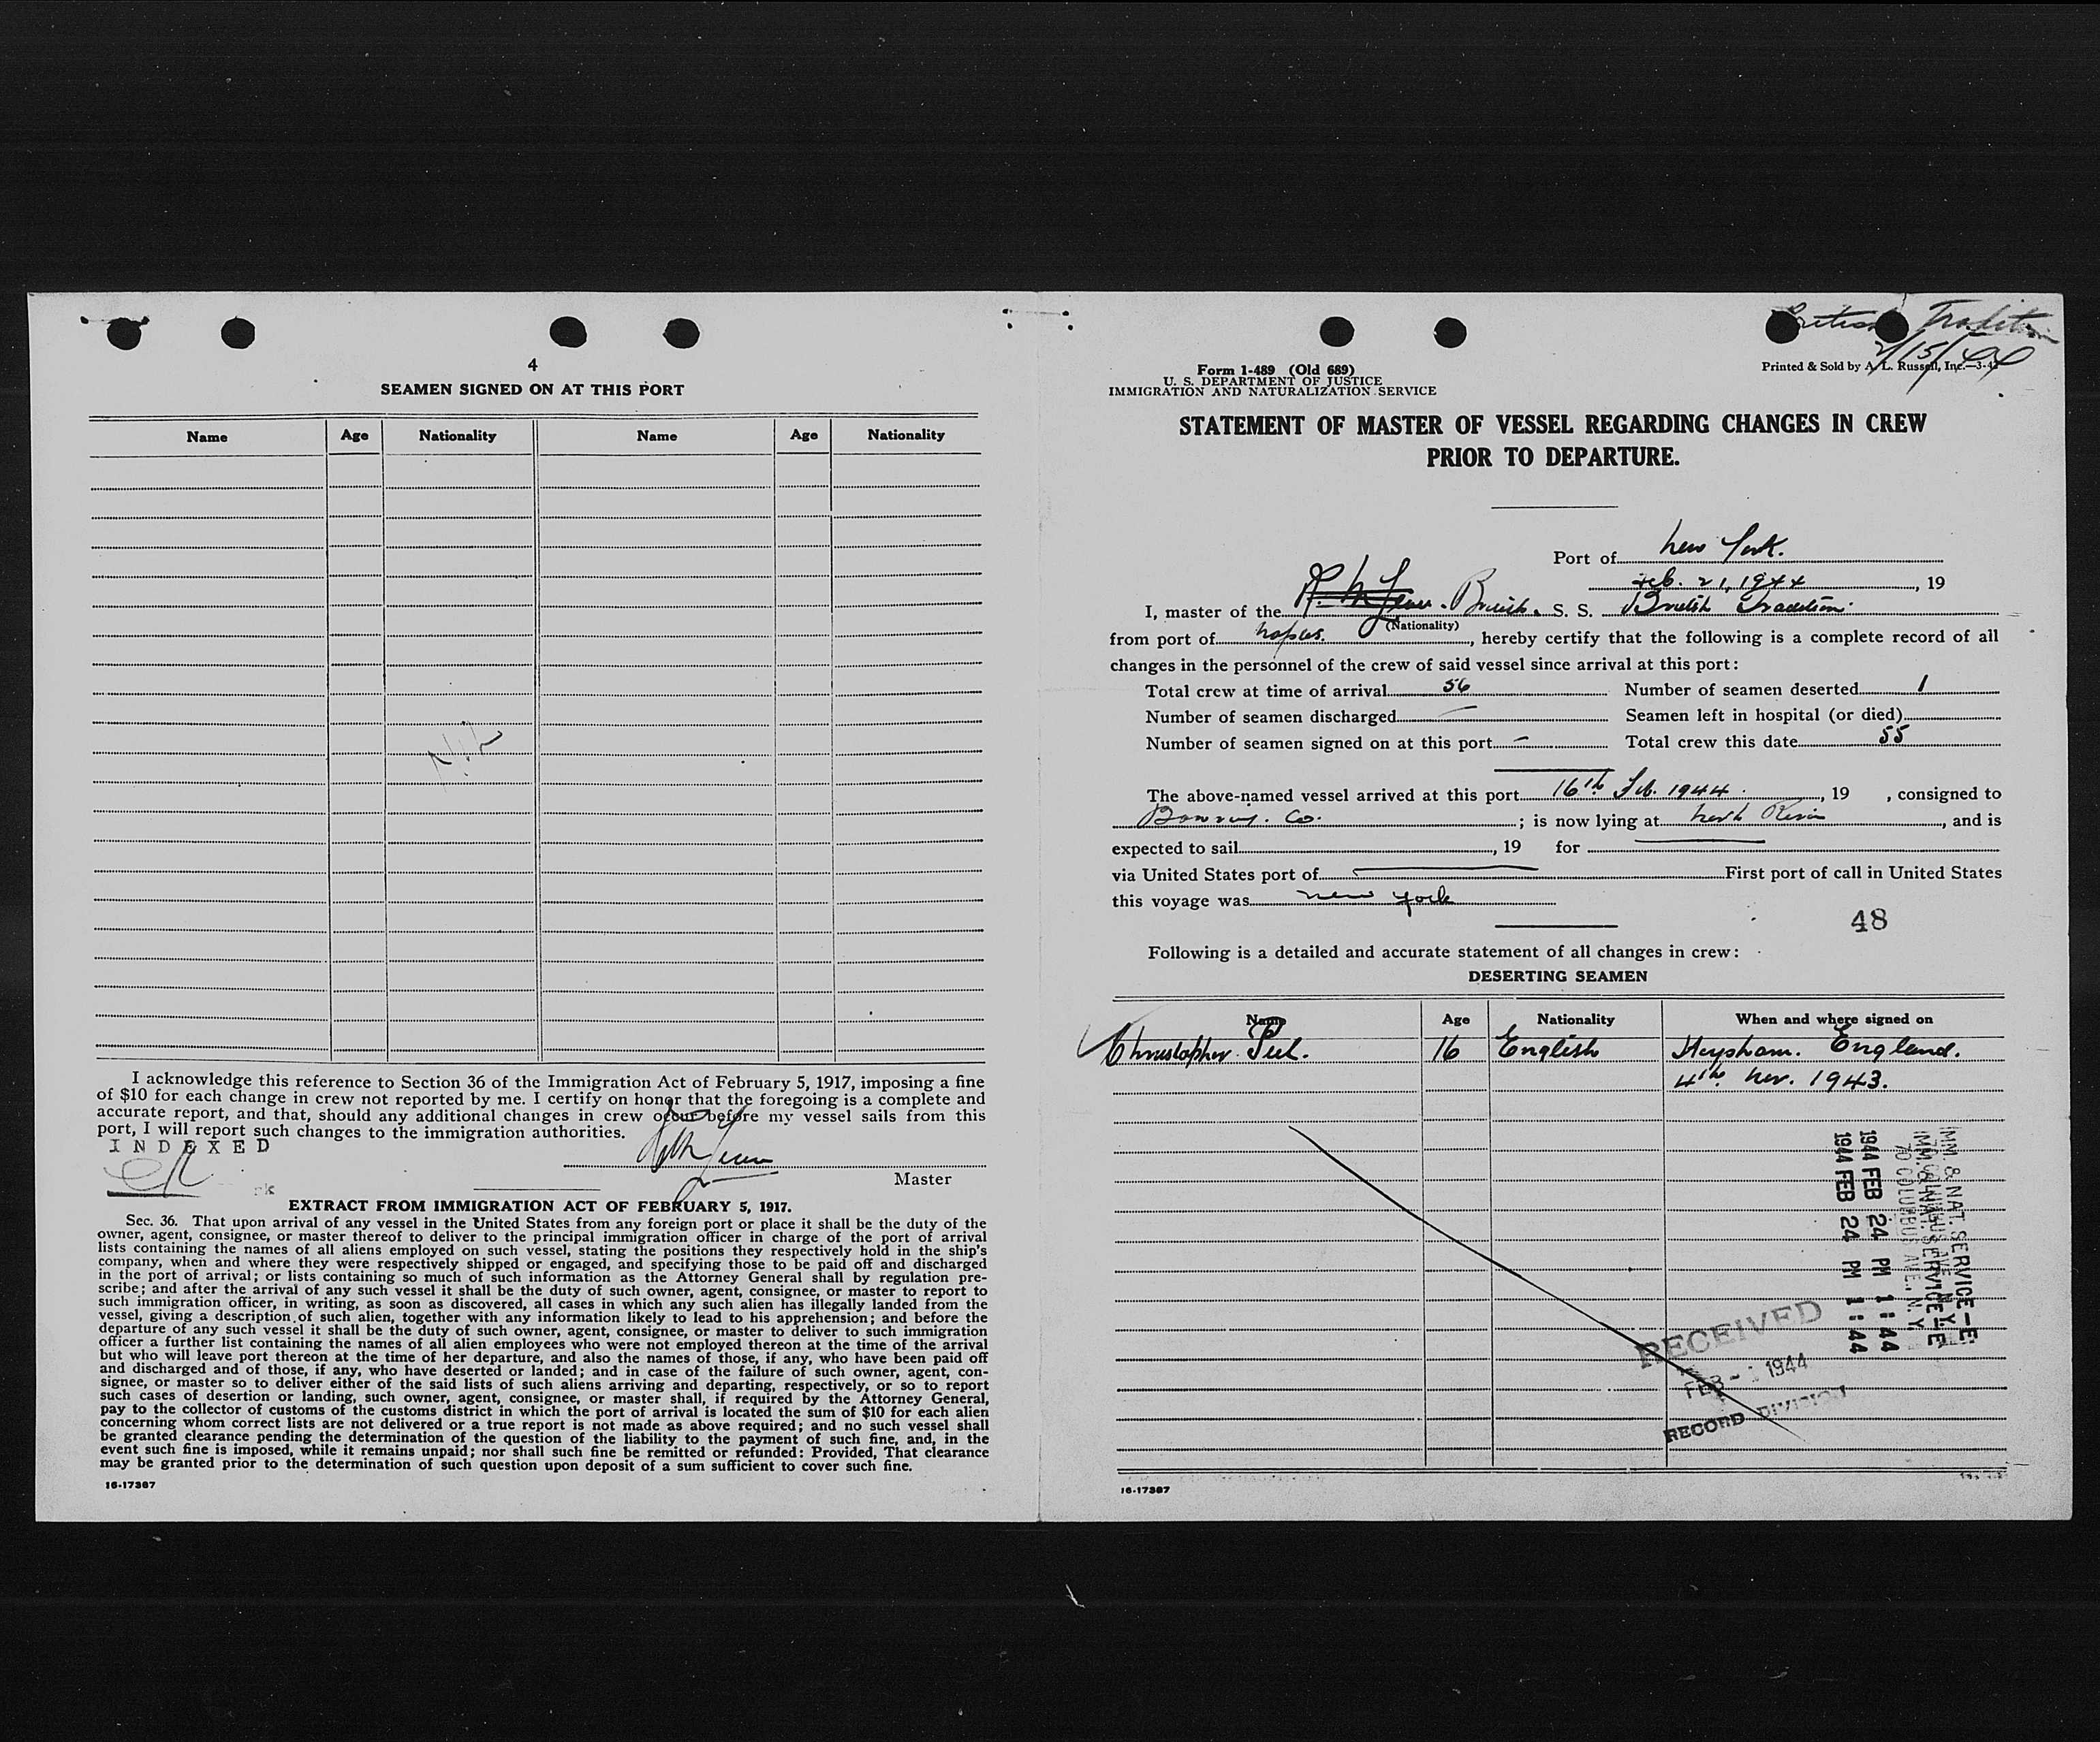 4
SEAMEN SIGNED ON AT THIS PORT
Name Age Nationality Name Age Nationality
Nil
I acknowledge this reference to Section 36 of the Immigration Act of February 5, 1917, imposing a fine
of $10 for each change in crew not reported by me. I certify on honor that the foregoing is a complete and
accurate report, and that, should any additional changes in crew occur before my vessel sails from this
port, I will report such changes to the immigration authorities.
INDEXED
Master
EXTRACT FROM IMMIGRATION ACT OF FEBRUARY 5, 1917.
Sec. 36. That upon arrival of any vessel in the United States from any foreign port or place it shall be the duty of the
owner, agent, consignee, or master thereof to deliver to the principal immigration officer in charge of the port of arrival
lists containing the names of all aliens employed on such vessel, stating the positions they respectively hold in the ship's
company, when and where they were respectively shipped or engaged, and specifying those to be paid off and discharged
in the port of arrival; or lists containing so much of such information as the Attorney General shall by regulation pre-
scribe; and after the arrival of any such vessel it shall be the duty of such owner, agent, consignee, or master to report to
such immigration officer, in writing, as soon as discovered, all cases in which any such alien has illegally landed from the
vessel, giving a description of such alien, together with any information likely to lead to his apprehension; and before the
departure of any such vessel it shall be the duty of such owner, agent, consignee, or master to deliver to such immigration
officer a further list containing the names of all alien employees who were not employed thereon at the time of the arrival
but who will leave port thereon at the time of her departure, and also the names of those, if any, who have been paid off
and discharged and of those, if any, who have deserted or landed; and in case of the failure of such owner, agent, con-
signee, or master so to deliver either of the said lists of such aliens arriving and departing, respectively, or so to report
such cases of desertion or landing, such owner, agent, consignee, or master shall, if required by the Attorney General,
pay to the collector of customs of the customs district in which the port of arrival is located the sum of $10 for each alien
concerning whom correct lists are not delivered or a true report is not made as above required; and no such vessel shall
be granted clearance pending the determination of the question of the liability to the payment of such fine, and, in the
event such fine is imposed, while it remains unpaid; nor shall such fine be remitted or refunded: Provided, That clearance
may be granted prior to the determination of such question upon deposit of a sum sufficient to cover such fine.
16-17387
British Tradition
2/15/44
Form I-489 (Old 689)
U. S. DEPARTMENT OF JUSTICE
IMMIGRATION AND NATURALIZATION SERVICE
Printed & Sold by A. L. Russell, Inc.
STATEMENT OF MASTER OF VESSEL REGARDING CHANGES IN CREW
PRIOR TO DEPARTURE.
Port of New York.
Feb. 21, 1944, 19
I, master of the British. S. S. British Tradition.
(Nationality)
from port of Naples., hereby certify that the following is a complete record of all
changes in the personnel of the crew of said vessel since arrival at this port:
Total crew at time of arrival 56 Number of seamen deserted 1
Number of seamen discharged — Seamen left in hospital (or died)
Number of seamen signed on at this port — Total crew this date 55
The above-named vessel arrived at this port 16th Feb. 1944., 19 , consigned to
Co. ; is now lying at North River, and is
expected to sail , 19 for
via United States port of First port of call in United States
this voyage was New York
48
Following is a detailed and accurate statement of all changes in crew:
DESERTING SEAMEN
Name Age Nationality When and where signed on
Christopher Peel. 16 English Heysham. England.
4th Nov. 1943.
IMM. & NAT. SERVICE-E
70 COLUMBUS AVE., N.Y.
1944 FEB 24 PM 1:44
IMM. & NAT. SERVICE-E
70 COLUMBUS AVE., N.Y.
1944 FEB 24 PM 1:44
RECEIVED
FEB 1944
RECORD DIVISION
16-17387